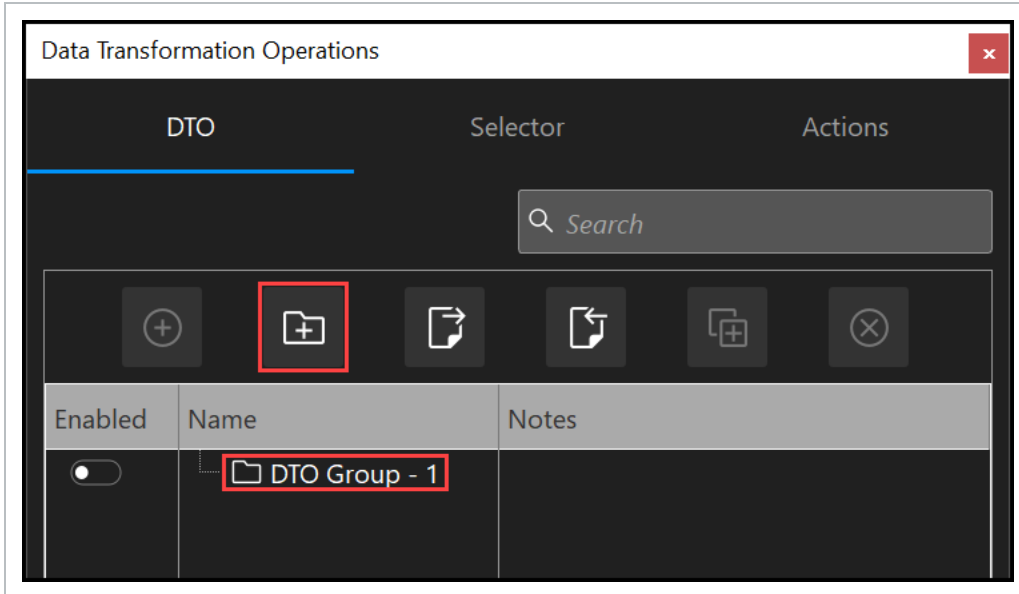 Data Transformation Operations
DTO Selector Actions
Search
Enabled Name Notes
DTO Group - 1